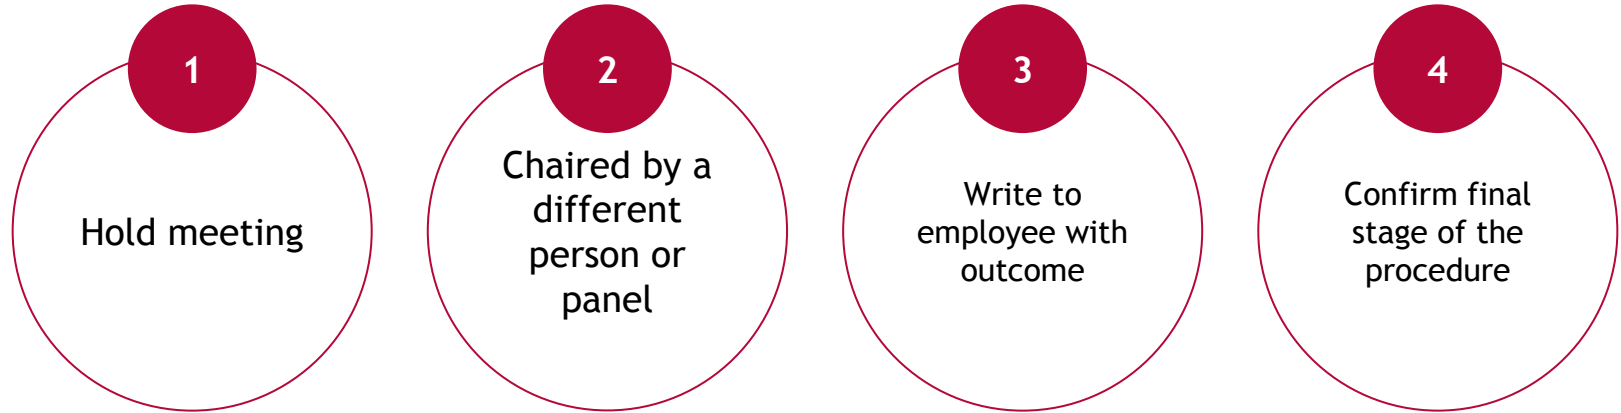 1
Hold meeting
2
Chaired by a
different
person or
panel
3
Write to
employee with
outcome
4
Confirm final
stage of the
procedure